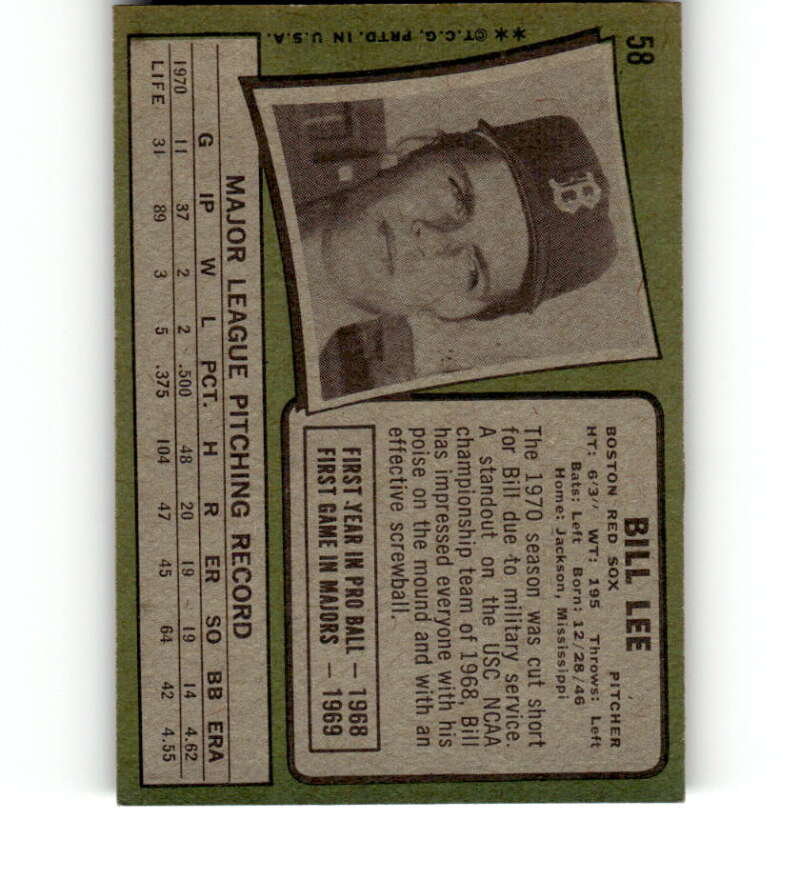 58
BILL LEE
BOSTON RED SOX PITCHER
HT: 6'3" WT: 195 Throws: Left
Bats: Left Born: 12/28/46
Home: Jackson, Mississippi
The 1970 season was cut short
for Bill due to military service.
A standout on the USC NCAA
championship team of 1968, Bill
has impressed everyone with his
poise on the mound and with an
effective screwball.
FIRST YEAR IN PRO BALL — 1968
FIRST GAME IN MAJORS — 1969
B
MAJOR LEAGUE PITCHING RECORD
G IP W L PCT. H R ER SO BB ERA
1970 11 37 2 2 .500 48 20 19 19 14 4.62
LIFE 31 89 3 5 .375 104 47 45 64 42 4.55
**©T.C.G. PRTD. IN U.S.A.